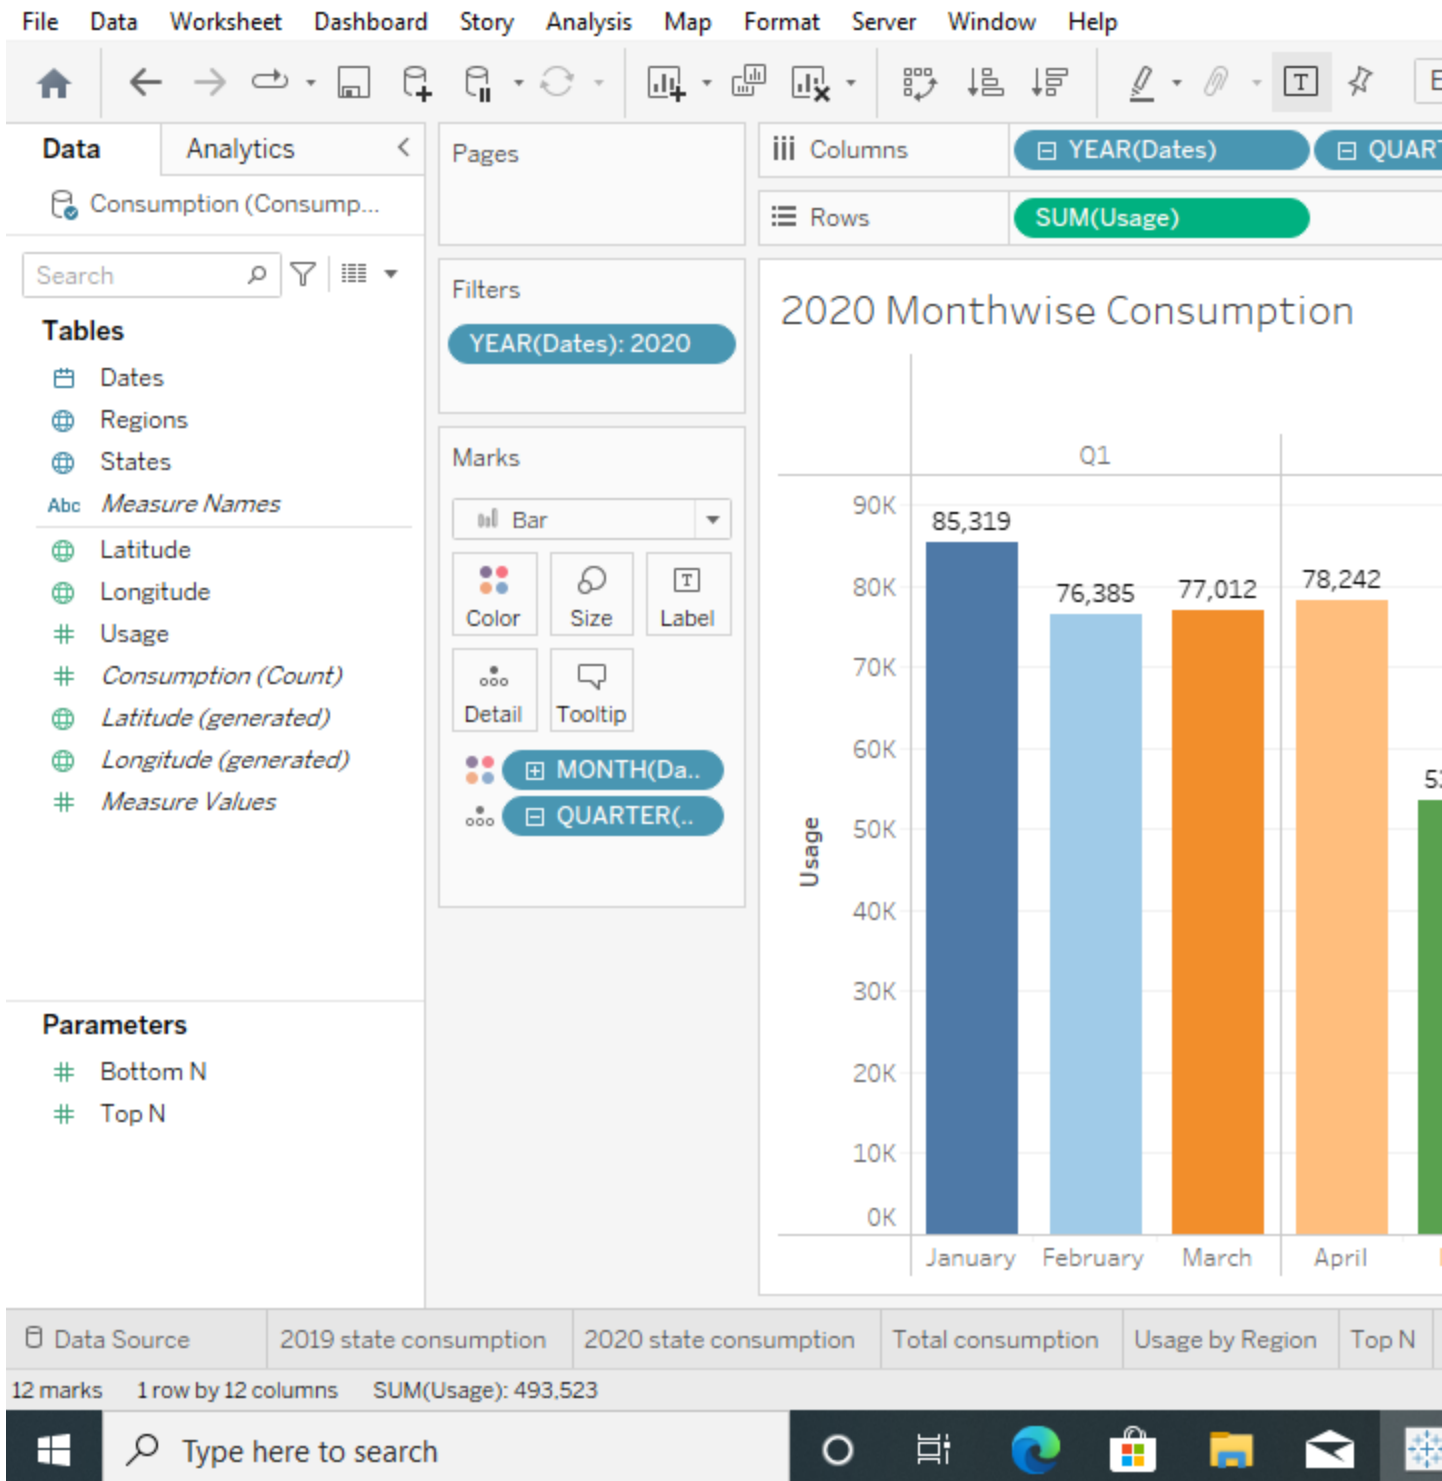 File Data Worksheet Dashboard Story Analysis Map Format Server Window Help
Data Analytics
Consumption (Consump...
Search
Tables
Dates
Regions
States
Abc Measure Names
Latitude
Longitude
# Usage
# Consumption (Count)
Latitude (generated)
Longitude (generated)
# Measure Values
Parameters
# Bottom N
# Top N
Pages
Filters
YEAR(Dates): 2020
Marks
Bar
Color Size Label
Detail Tooltip
MONTH(Da..
QUARTER(..
Columns YEAR(Dates)
Rows SUM(Usage)
2020 Monthwise Consumption
Q1
90K
80K
70K
60K
50K
40K
30K
20K
10K
0K
Usage
85,319
76,385
77,012
78,242
January February March April
Data Source 2019 state consumption 2020 state consumption Total consumption Usage by Region Top N
12 marks 1 row by 12 columns SUM(Usage): 493,523
Type here to search